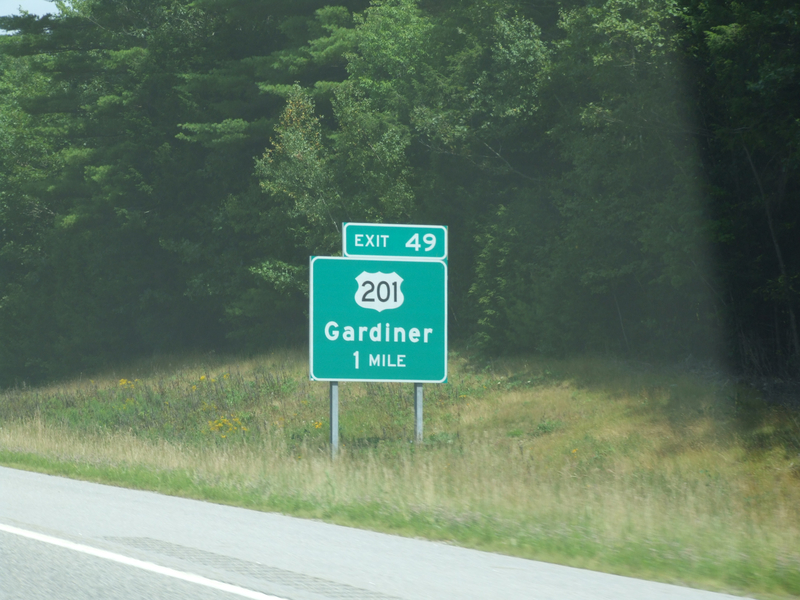 EXIT 49
201
Gardiner
1 MILE